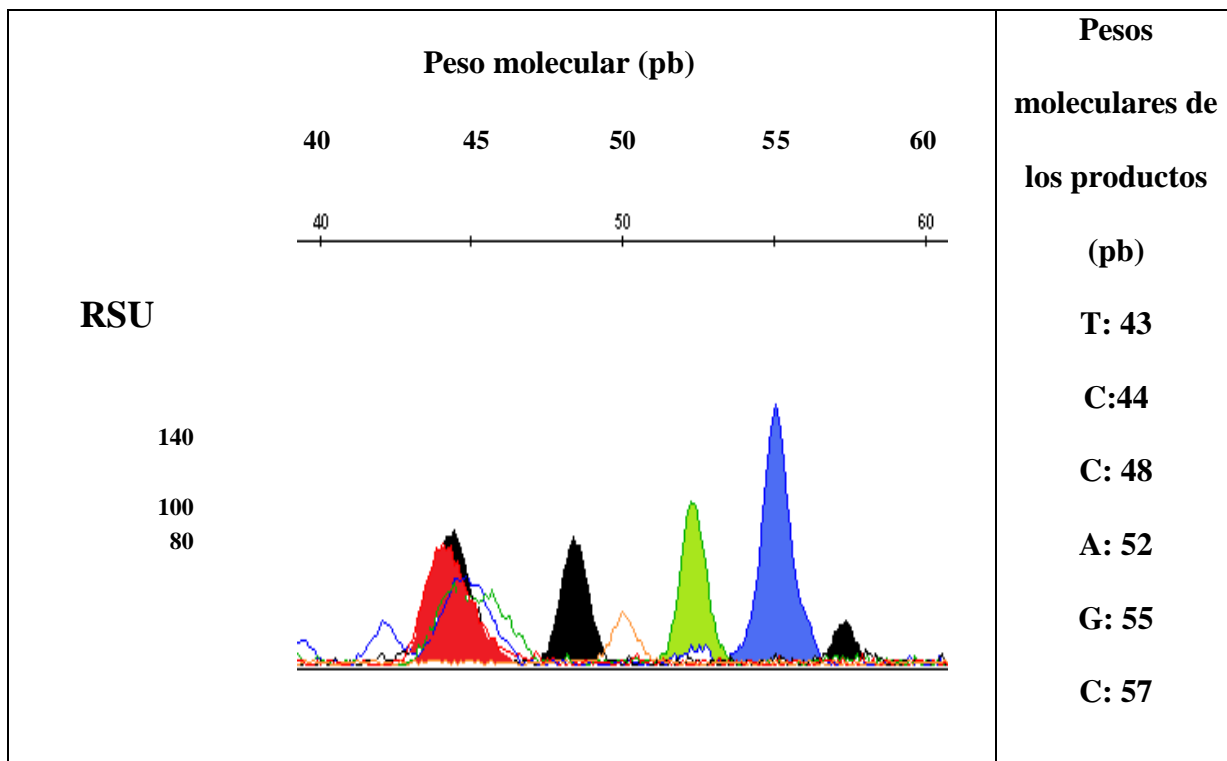 Peso molecular (pb)
40 45 50 55 60
40 50 60
RSU
140
100
80
Pesos
moleculares de
los productos
(pb)
T: 43
C:44
C: 48
A: 52
G: 55
C: 57